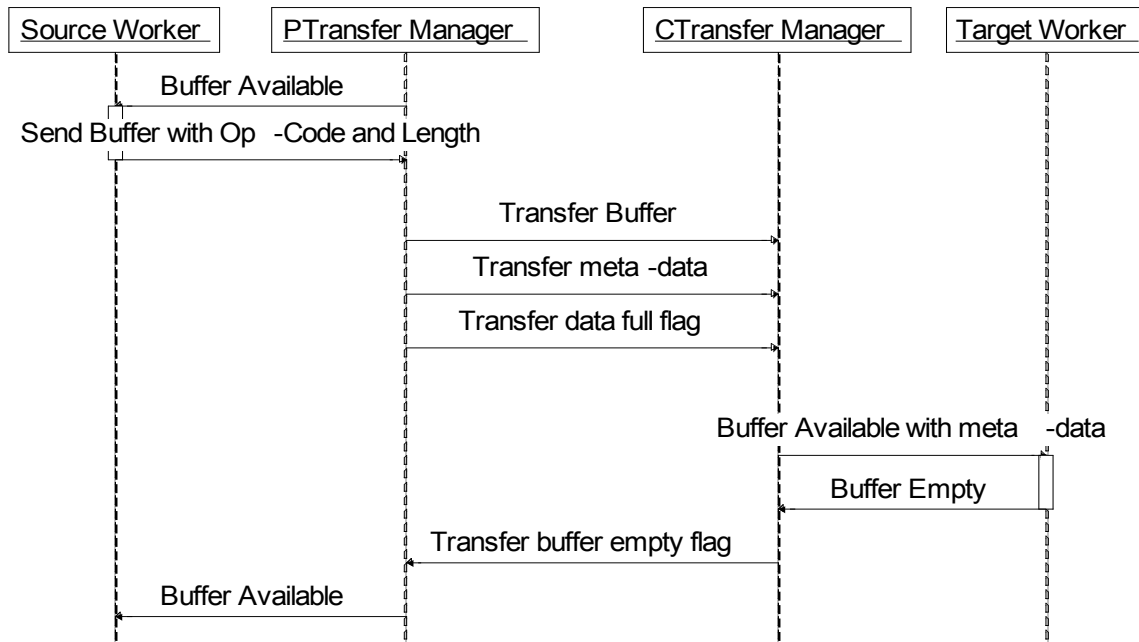 Source Worker
PTransfer Manager
CTransfer Manager
Target Worker
Buffer Available
Send Buffer with Op -Code and Length
Transfer Buffer
Transfer meta -data
Transfer data full flag
Buffer Available with meta -data
Buffer Empty
Transfer buffer empty flag
Buffer Available